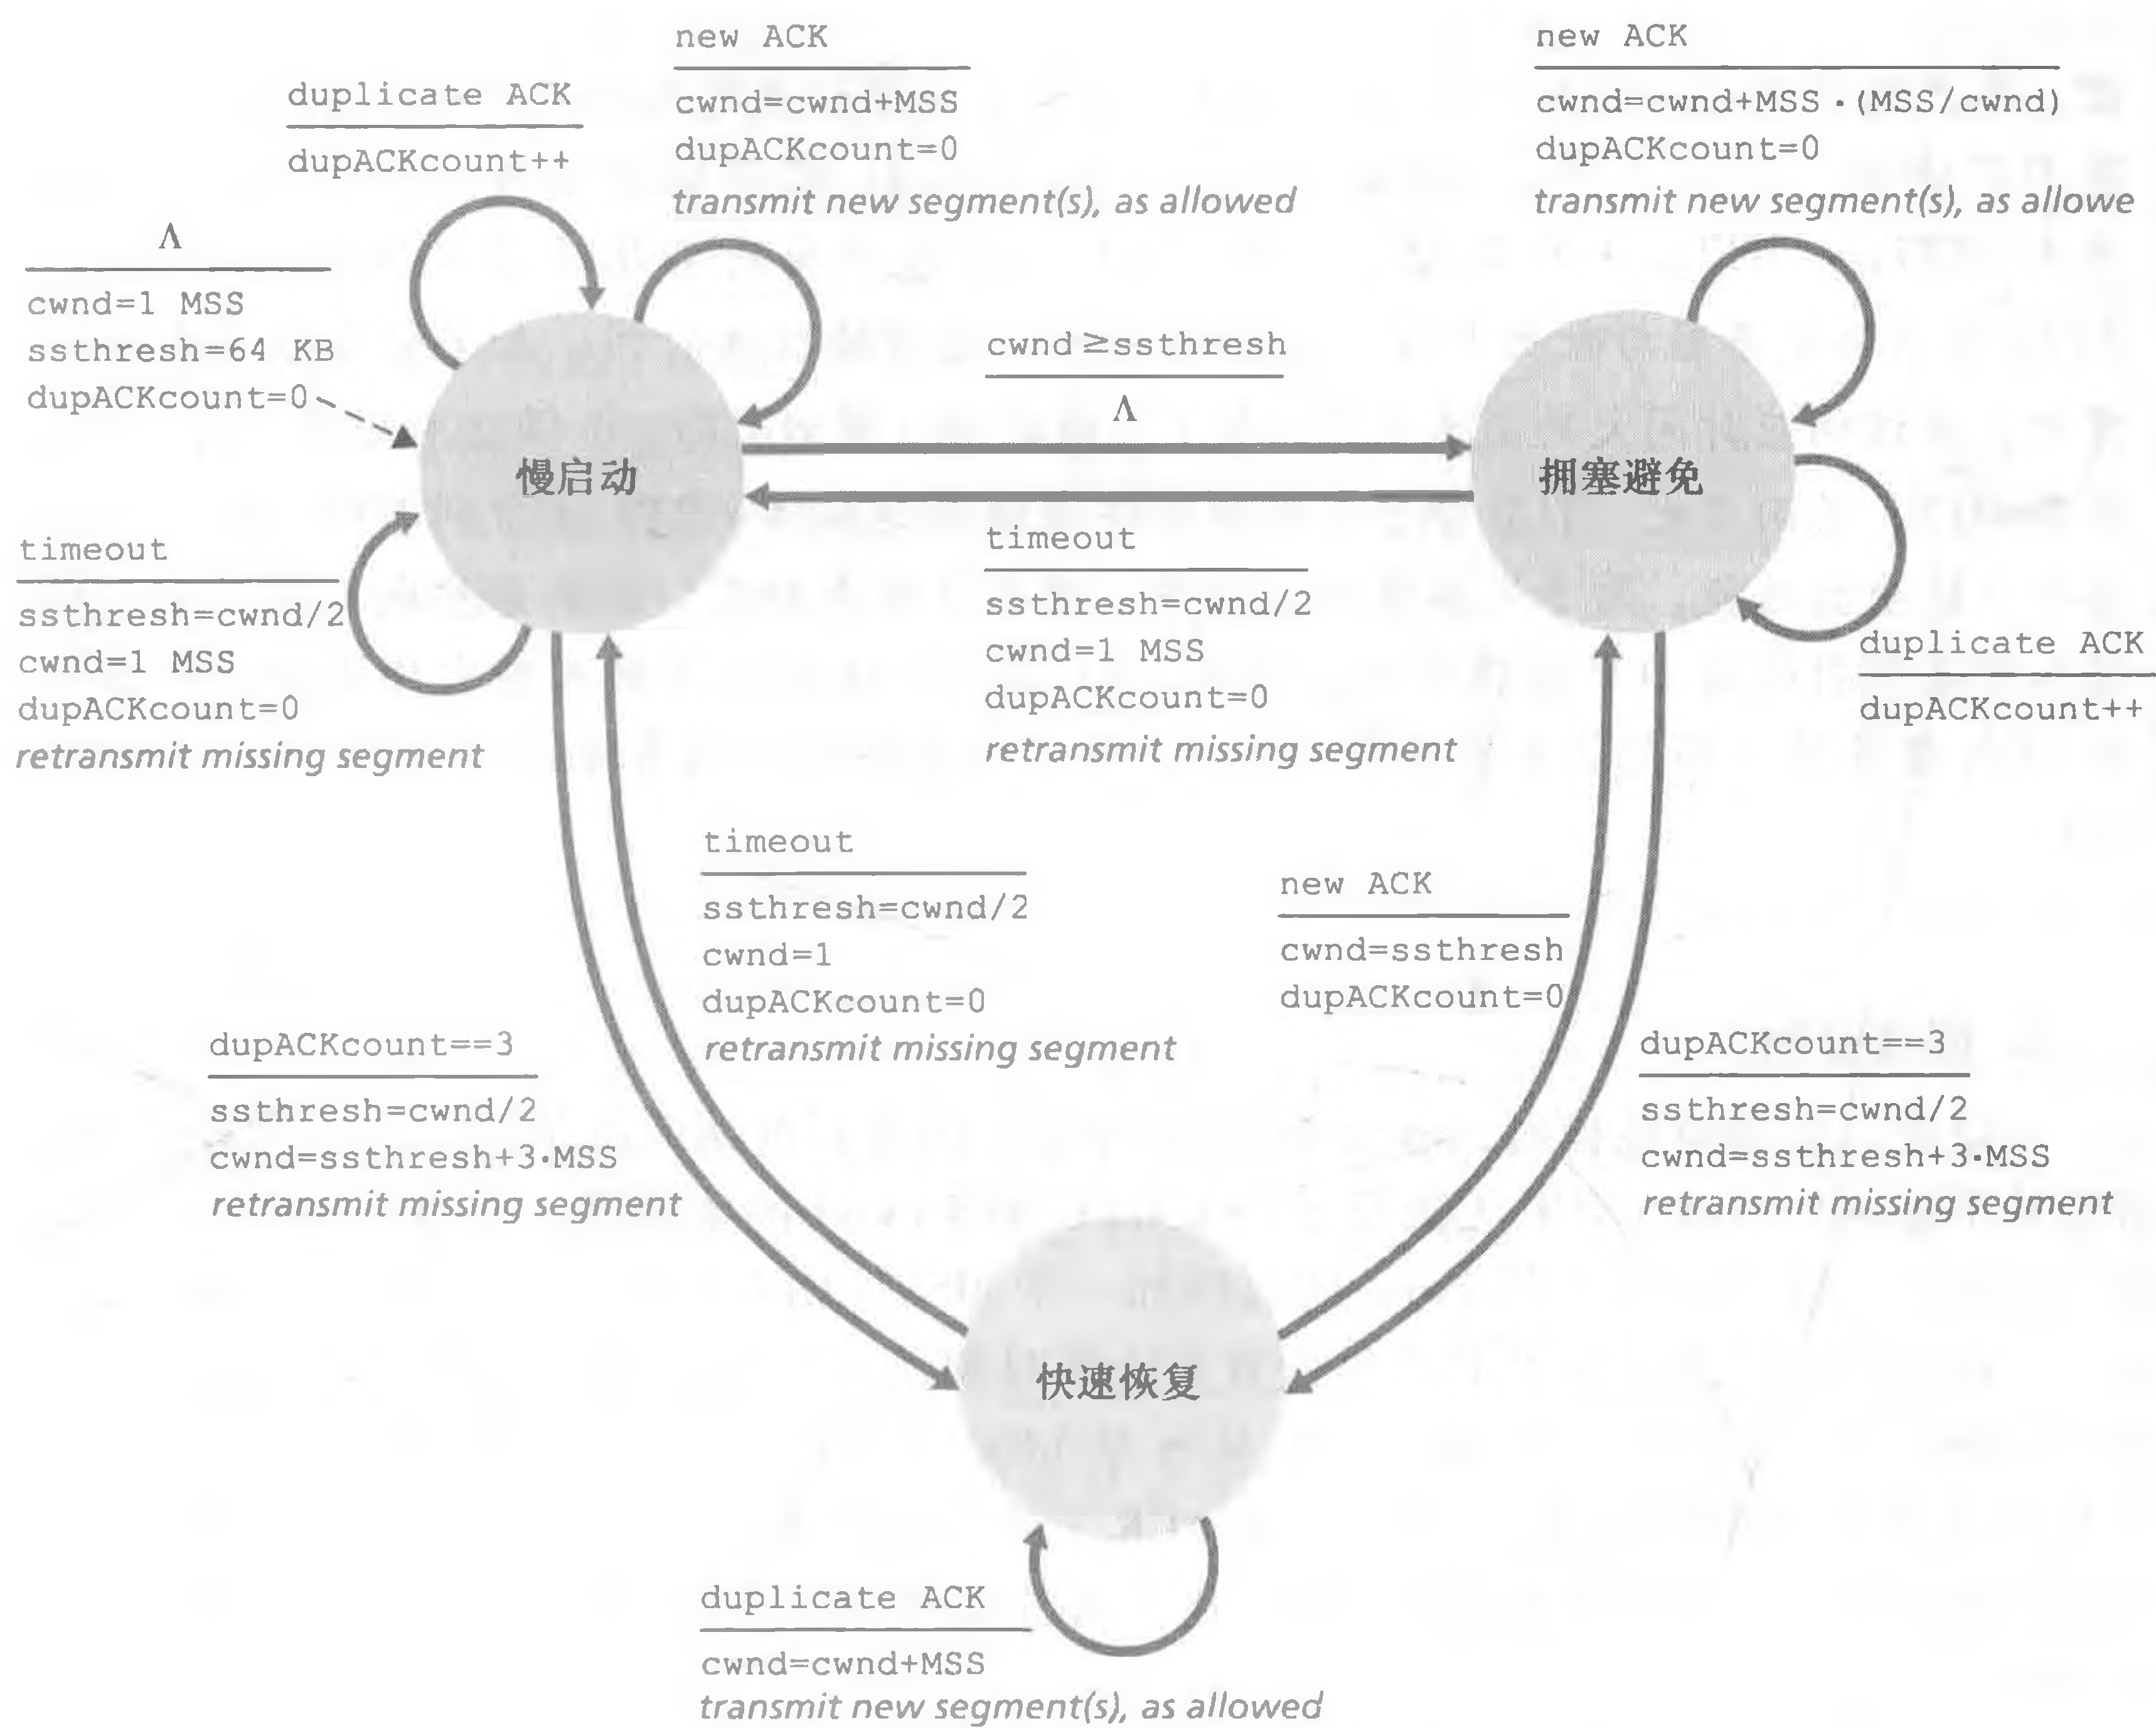 new ACK
cwnd=cwnd+MSS
dupACKcount=0
transmit new segment(s), as allowed
new ACK
cwnd=cwnd+MSS·(MSS/cwnd)
dupACKcount=0
transmit new segment(s), as allowe
duplicate ACK
dupACKcount++
Λ
cwnd=1 MSS
ssthresh=64 KB
dupACKcount=0
cwnd≥ssthresh
Λ
慢启动
拥塞避免
timeout
ssthresh=cwnd/2
cwnd=1 MSS
dupACKcount=0
retransmit missing segment
timeout
ssthresh=cwnd/2
cwnd=1 MSS
dupACKcount=0
retransmit missing segment
duplicate ACK
dupACKcount++
timeout
ssthresh=cwnd/2
cwnd=1
dupACKcount=0
retransmit missing segment
new ACK
cwnd=ssthresh
dupACKcount=0
dupACKcount==3
ssthresh=cwnd/2
cwnd=ssthresh+3·MSS
retransmit missing segment
dupACKcount==3
ssthresh=cwnd/2
cwnd=ssthresh+3·MSS
retransmit missing segment
快速恢复
duplicate ACK
cwnd=cwnd+MSS
transmit new segment(s), as allowed